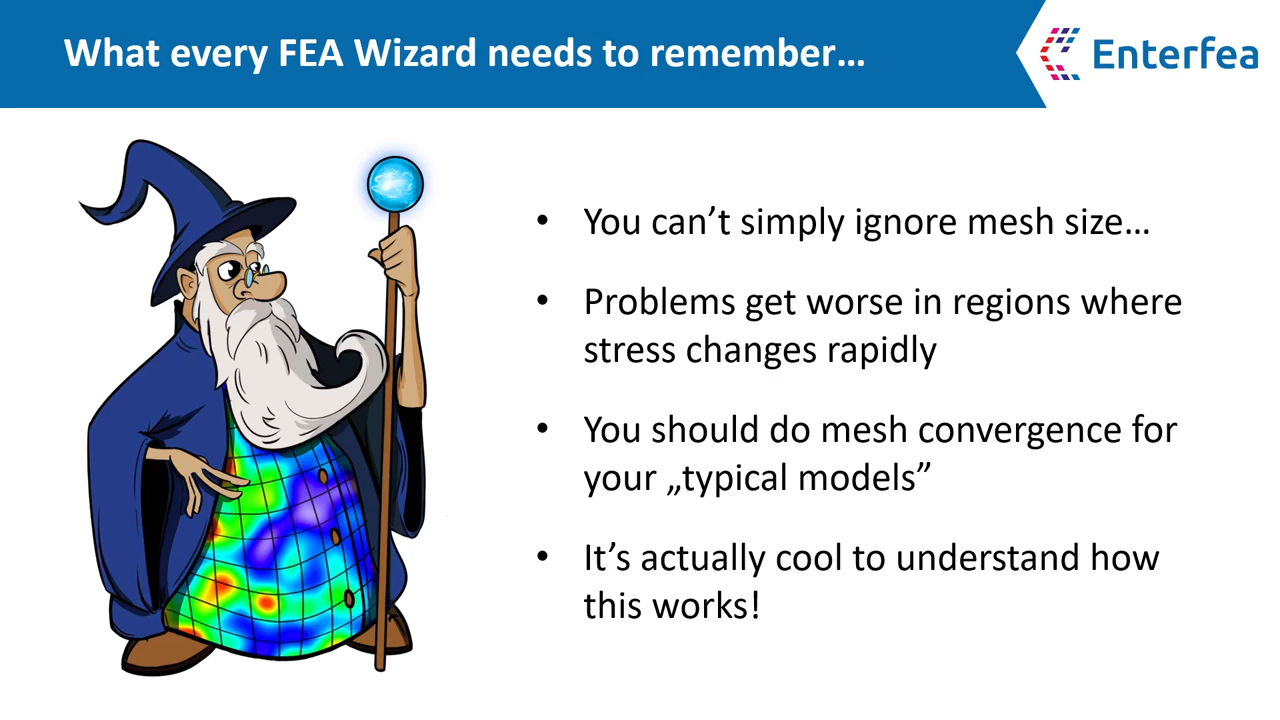 What every FEA Wizard needs to remember…
Enterfea
• You can’t simply ignore mesh size…
• Problems get worse in regions where
stress changes rapidly
• You should do mesh convergence for
your „typical models”
• It’s actually cool to understand how
this works!